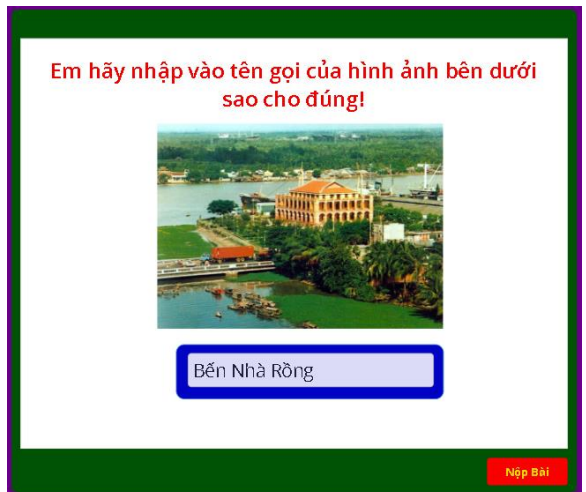 Em hãy nhập vào tên gọi của hình ảnh bên dưới
sao cho đúng!
Bến Nhà Rồng
Nộp Bài